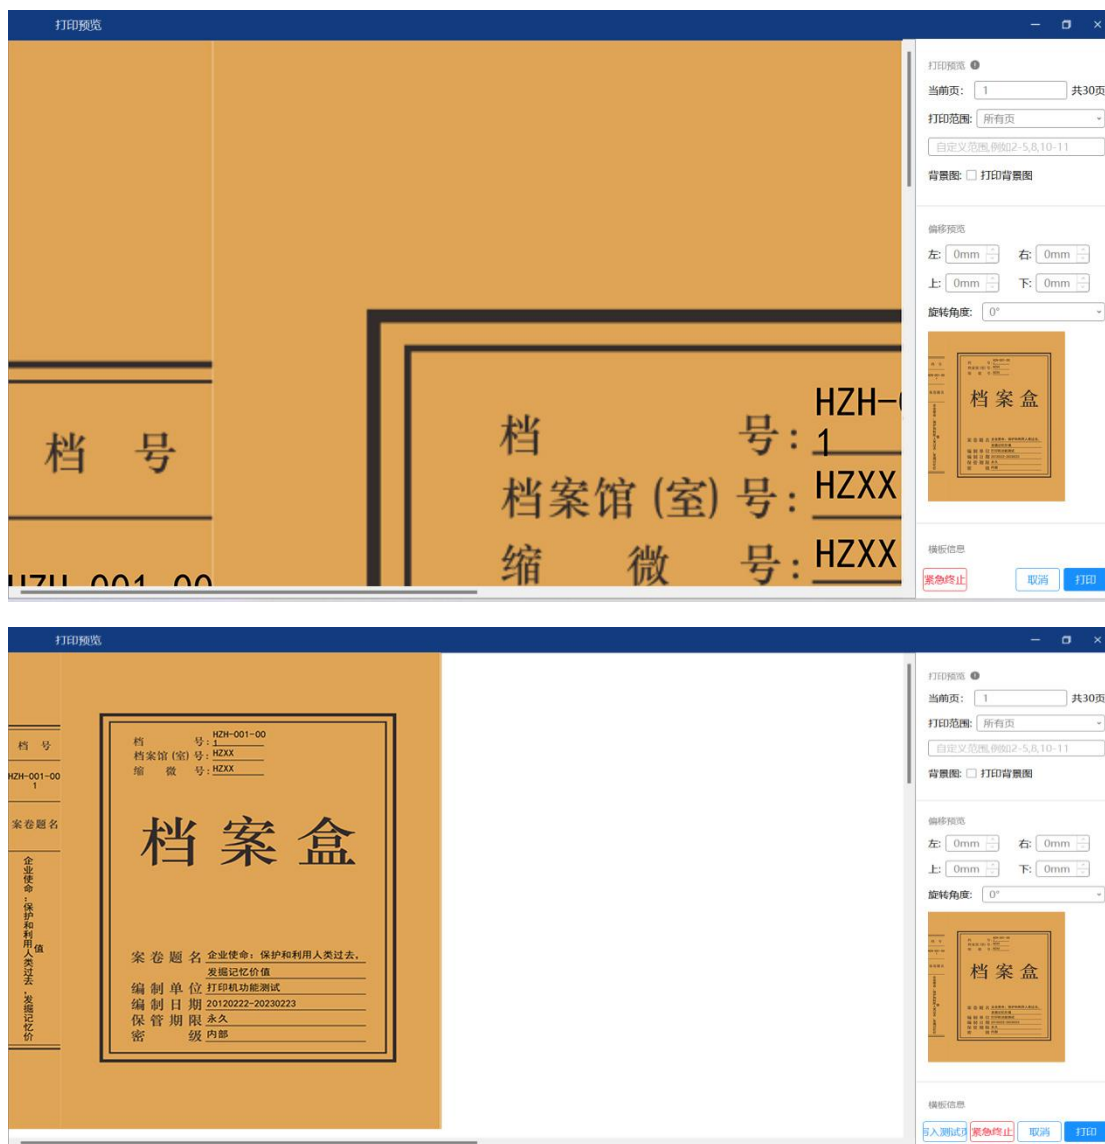 打印预览
打印预览
当前页: 1 共30页
打印范围: 所有页
自定义范围,例如2-5,8,10-11
背景图: 打印背景图
偏移预览
左: 0mm 右: 0mm
上: 0mm 下: 0mm
旋转角度: 0°
档案盒
横板信息
紧急终止 取消 打印
档 号
HZH-001-00
档 号: HZH-0
1
档案馆(室)号: HZXX
缩 微 号: HZXX
打印预览
打印预览
当前页: 1 共30页
打印范围: 所有页
自定义范围,例如2-5,8,10-11
背景图: 打印背景图
偏移预览
左: 0mm 右: 0mm
上: 0mm 下: 0mm
旋转角度: 0°
档案盒
横板信息
写入测试页 紧急终止 取消 打印
档 号
HZH-001-00
1
案卷题名
企业使命:保护和利用人类过去,发掘记忆价
值
档 号: HZH-001-00
1
档案馆(室)号: HZXX
缩 微 号: HZXX
档案盒
案卷题名 企业使命: 保护和利用人类过去,
发掘记忆价值
编制单位 打印机功能测试
编制日期 20120222-20230223
保管期限 永久
密 级 内部